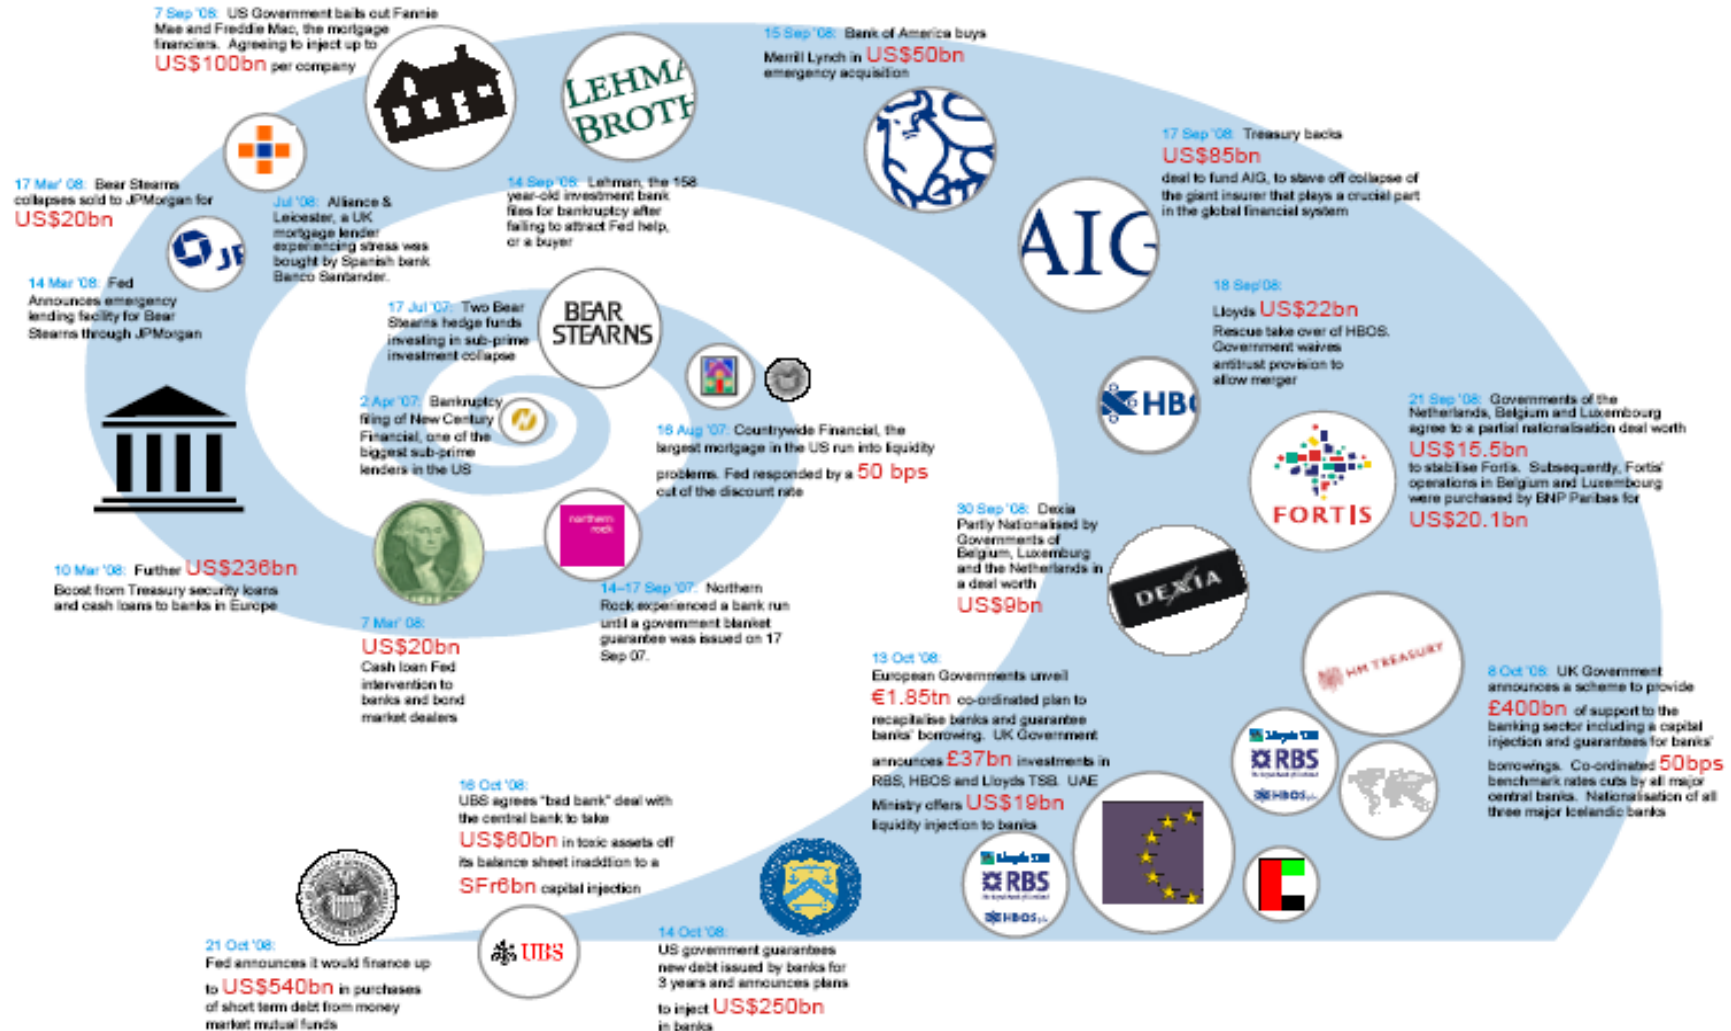 7 Sep '08: US Government bails out Fannie
Mae and Freddie Mac, the mortgage
financiers. Agreeing to inject up to
US$100bn per company
LEHMA
BROTH
15 Sep '08: Bank of America buys
Merrill Lynch in US$50bn
emergency acquisition
17 Sep '08: Treasury backs
US$85bn
deal to fund AIG, to stave off collapse of
the giant insurer that plays a crucial part
in the global financial system
AIG
17 Mar' 08: Bear Stearns
collapses sold to JPMorgan for
US$20bn
JP
Jul '08: Alliance &
Leicester, a UK
mortgage lender
experiencing stress was
bought by Spanish bank
Banco Santander.
14 Sep '08: Lehman, the 158
year-old investment bank
files for bankruptcy after
failing to attract Fed help,
or a buyer
14 Mar '08: Fed
Announces emergency
lending facility for Bear
Stearns through JPMorgan
17 Jul '07: Two Bear
Stearns hedge funds
investing in sub-prime
investment collapse
BEAR
STEARNS
18 Sep'08:
Lloyds US$22bn
Rescue take over of HBOS.
Government waives
antitrust provision to
allow merger
HBO
2 Apr '07: Bankruptcy
filing of New Century
Financial, one of the
biggest sub-prime
lenders in the US
16 Aug '07: Countrywide Financial, the
largest mortgage in the US run into liquidity
problems. Fed responded by a 50 bps
cut of the discount rate
21 Sep '08: Governments of the
Netherlands, Belgium and Luxembourg
agree to a partial nationalisation deal worth
US$15.5bn
to stabilise Fortis. Subsequently, Fortis'
operations in Belgium and Luxembourg
were purchased by BNP Paribas for
US$20.1bn
FORTIS
30 Sep '08: Dexia
Partly Nationalised by
Governments of
Belgium, Luxemburg
and the Netherlands in
a deal worth
US$9bn
DEXIA
northern
rock
10 Mar '08: Further US$236bn
Boost from Treasury security loans
and cash loans to banks in Europe
14–17 Sep '07: Northern
Rock experienced a bank run
until a government blanket
guarantee was issued on 17
Sep 07.
7 Mar' 08:
US$20bn
Cash loan Fed
intervention to
banks and bond
market dealers
HM TREASURY
13 Oct '08:
European Governments unveil
€1.85tn co-ordinated plan to
recapitalise banks and guarantee
banks' borrowing. UK Government
announces £37bn investments in
RBS, HBOS and Lloyds TSB. UAE
Ministry offers US$19bn
liquidity injection to banks
8 Oct '08: UK Government
announces a scheme to provide
£400bn of support to the
banking sector including a capital
injection and guarantees for banks'
borrowings. Co-ordinated 50bps
benchmark rates cuts by all major
central banks. Nationalisation of all
three major Icelandic banks
Lloyds TSB
RBS
HBOS plc
16 Oct '08:
UBS agrees "bad bank" deal with
the central bank to take
US$60bn in toxic assets off
its balance sheet inaddtion to a
SFr6bn capital injection
Lloyds TSB
RBS
HBOS plc
UBS
21 Oct '08:
Fed announces it would finance up
to US$540bn in purchases
of short term debt from money
market mutual funds
14 Oct '08:
US government guarantees
new debt issued by banks for
3 years and announces plans
to inject US$250bn
in banks